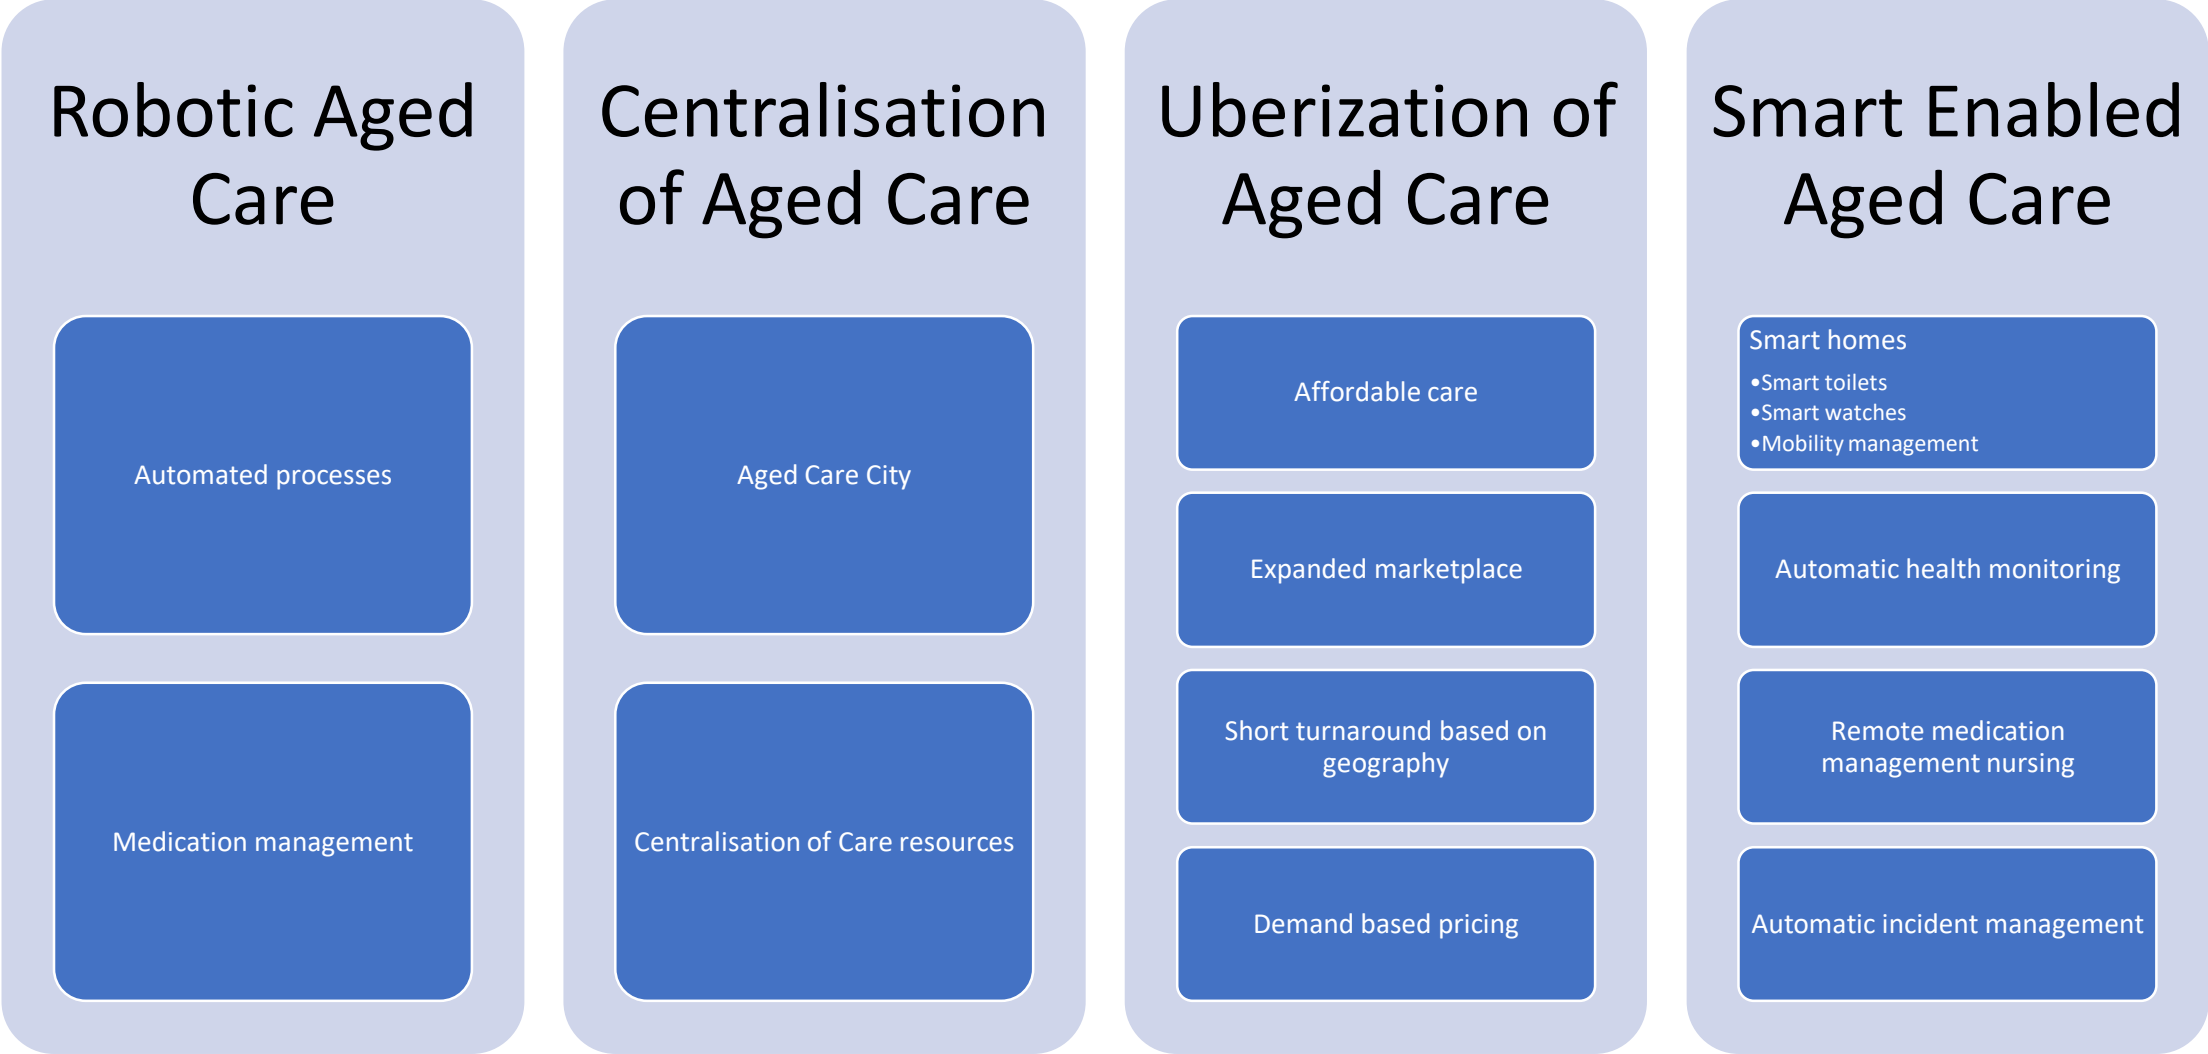 Robotic Aged
Care
Automated processes
Medication management
Centralisation
of Aged Care
Aged Care City
Centralisation of Care resources
Uberization of
Aged Care
Affordable care
Expanded marketplace
Short turnaround based on
geography
Demand based pricing
Smart Enabled
Aged Care
Smart homes
•Smart toilets
•Smart watches
•Mobility management
Automatic health monitoring
Remote medication
management nursing
Automatic incident management